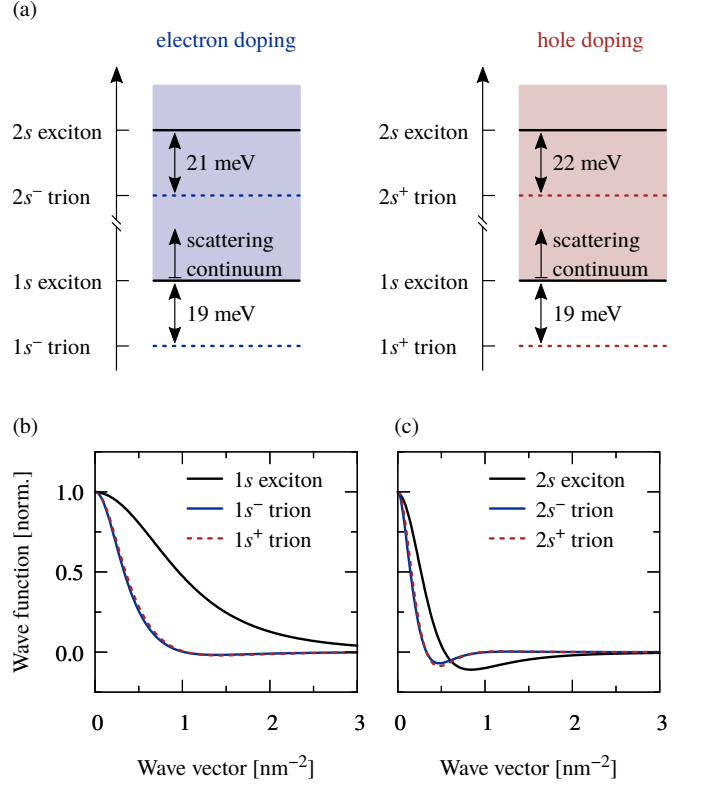 (a)
electron doping
hole doping
2s exciton
21 meV
2s⁻ trion
scattering
continuum
1s exciton
19 meV
1s⁻ trion
2s exciton
22 meV
2s⁺ trion
scattering
continuum
1s exciton
19 meV
1s⁺ trion
(b)
1s exciton
1s⁻ trion
1s⁺ trion
1.0
0.5
0.0
Wave function [norm.]
0 1 2 3
Wave vector [nm⁻²]
(c)
2s exciton
2s⁻ trion
2s⁺ trion
0 1 2 3
Wave vector [nm⁻²]